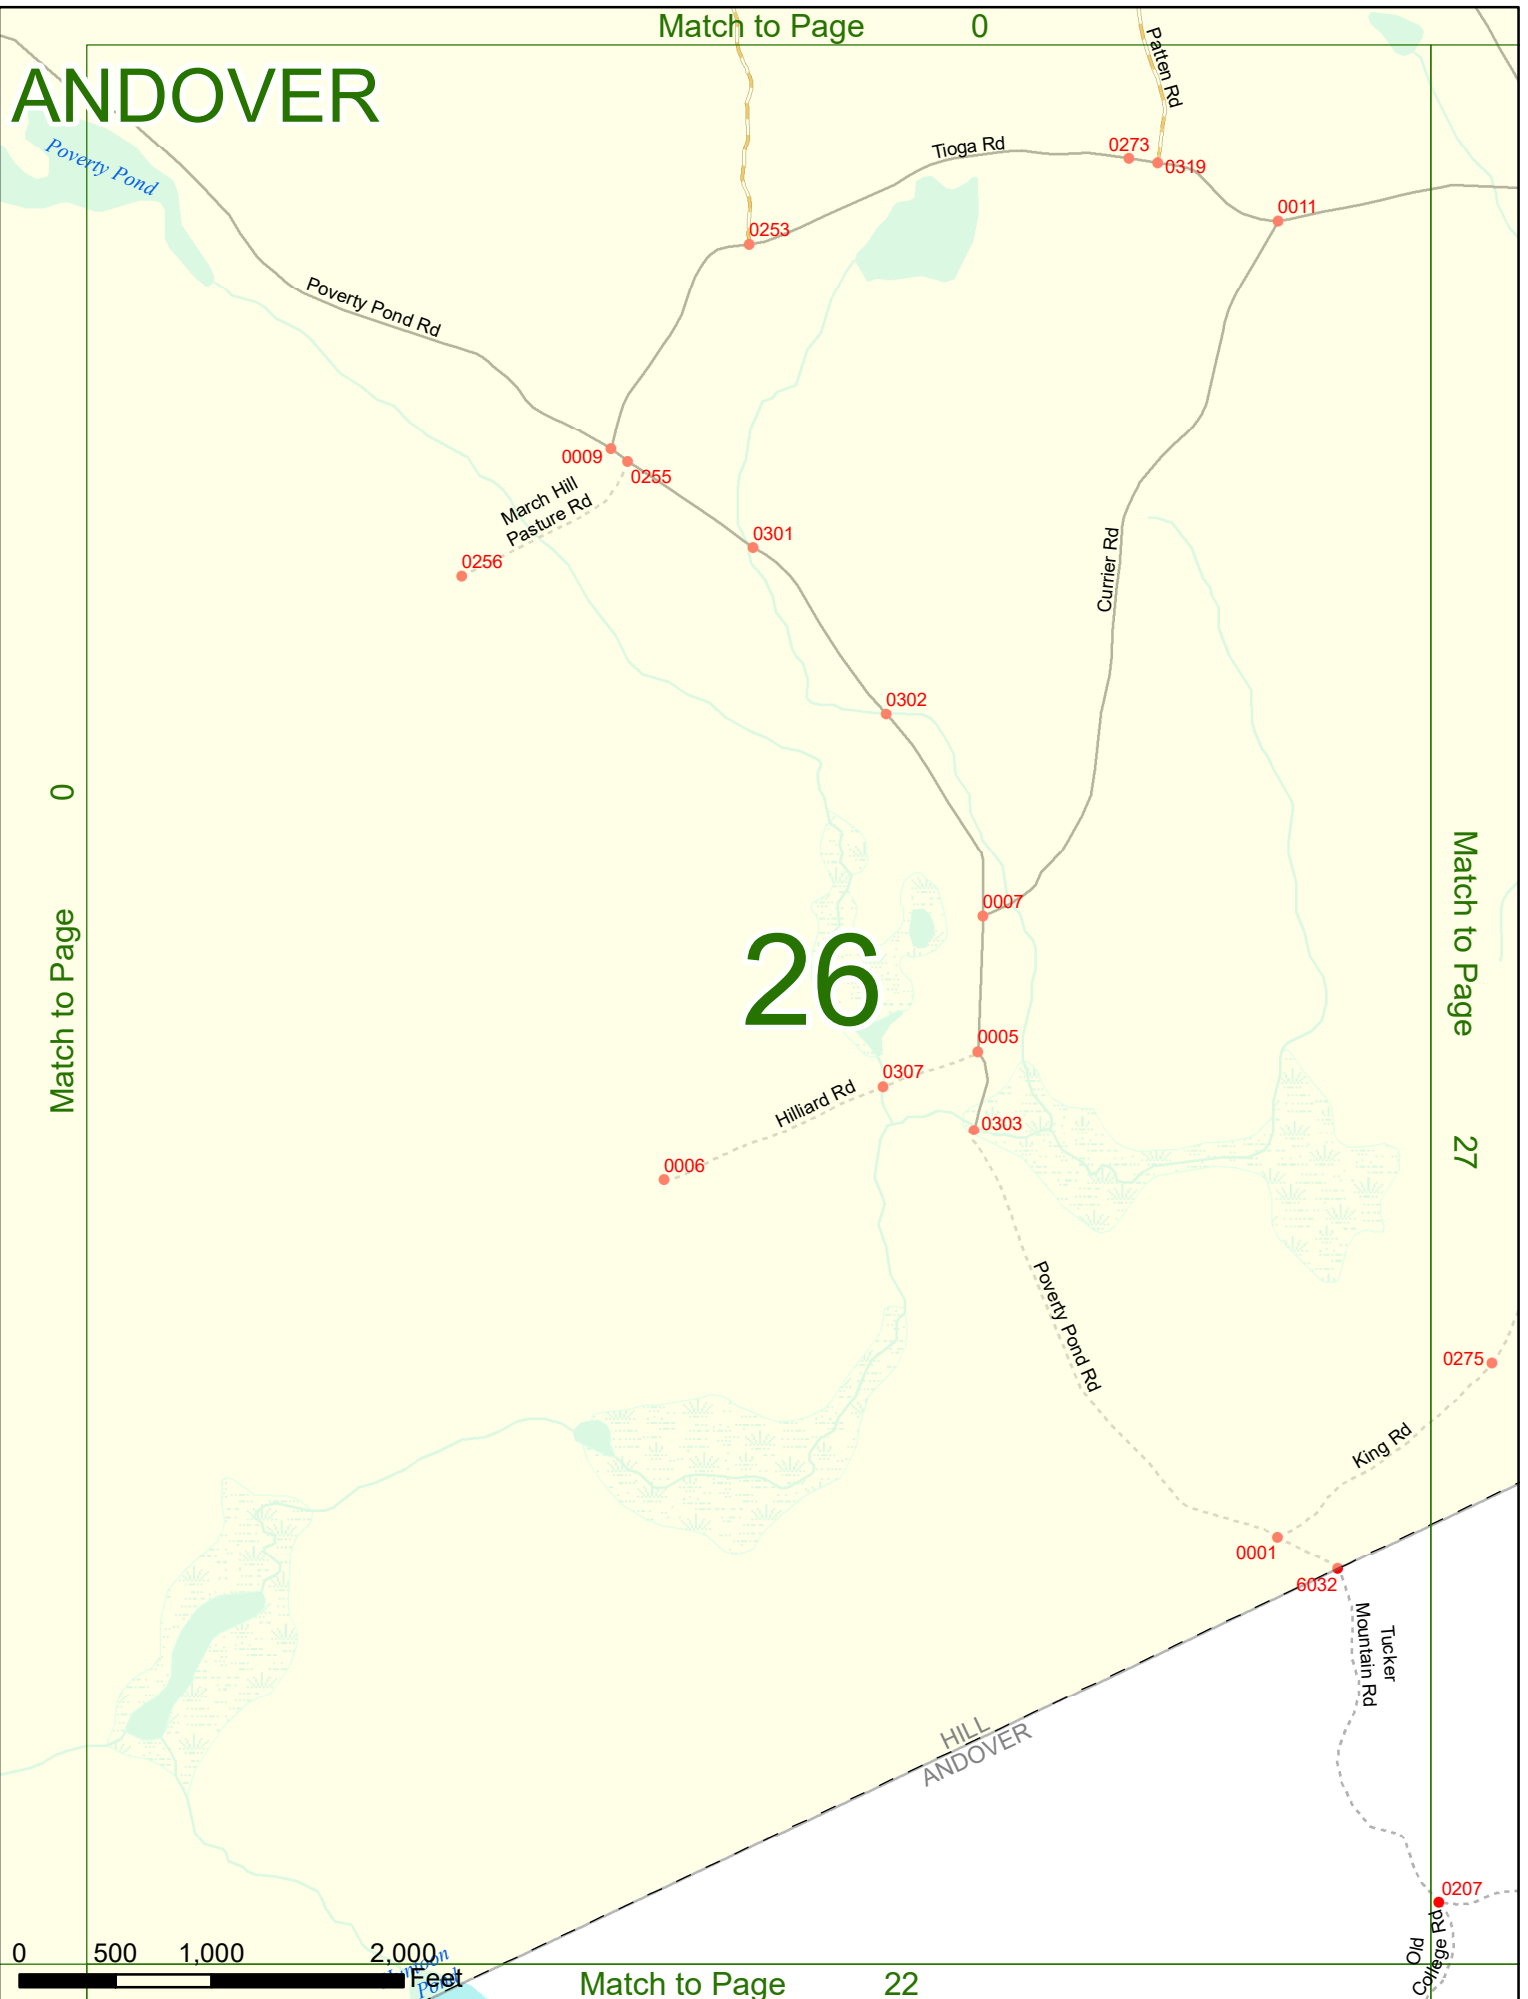 Match to Page 0
ANDOVER
Patten Rd
Poverty Pond
Tioga Rd
0273
0319
0011
0253
Poverty Pond Rd
0009
0255
March Hill
Pasture Rd
0301
0256
Currier Rd
0302
Match to Page 0
Match to Page 27
0007
26
0005
0307
Hilliard Rd
0303
0006
Poverty Pond Rd
0275
King Rd
0001
6032
Tucker
Mountain Rd
HILL
ANDOVER
0207
Old
College Rd
0 500 1,000 2,000
Feet
Pond
Match to Page 22